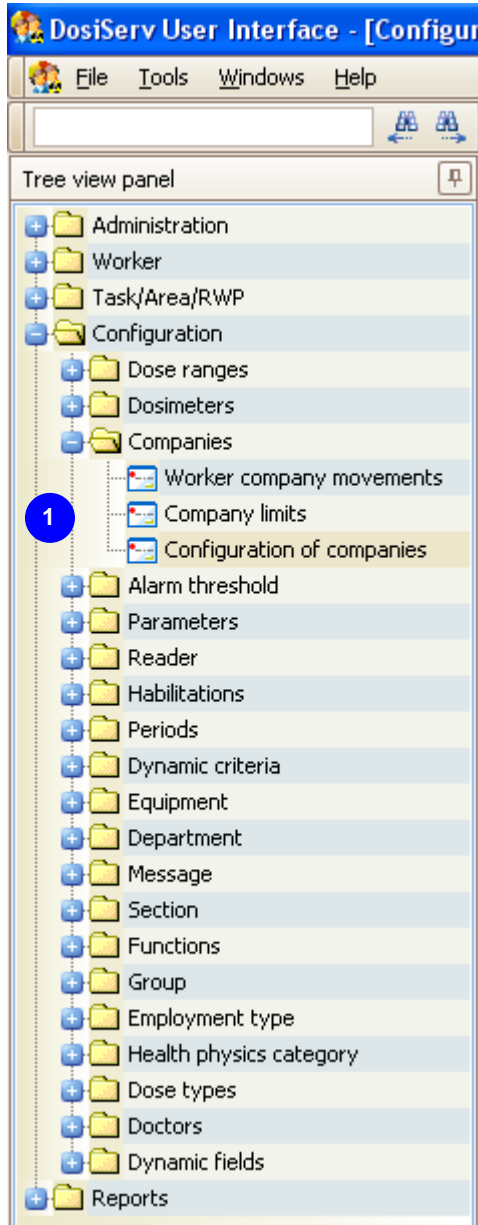 DosiServ User Interface - [Configur
File Tools Windows Help
Tree view panel
Administration
Worker
Task/Area/RWP
Configuration
Dose ranges
Dosimeters
Companies
Worker company movements
1
Company limits
Configuration of companies
Alarm threshold
Parameters
Reader
Habilitations
Periods
Dynamic criteria
Equipment
Department
Message
Section
Functions
Group
Employment type
Health physics category
Dose types
Doctors
Dynamic fields
Reports